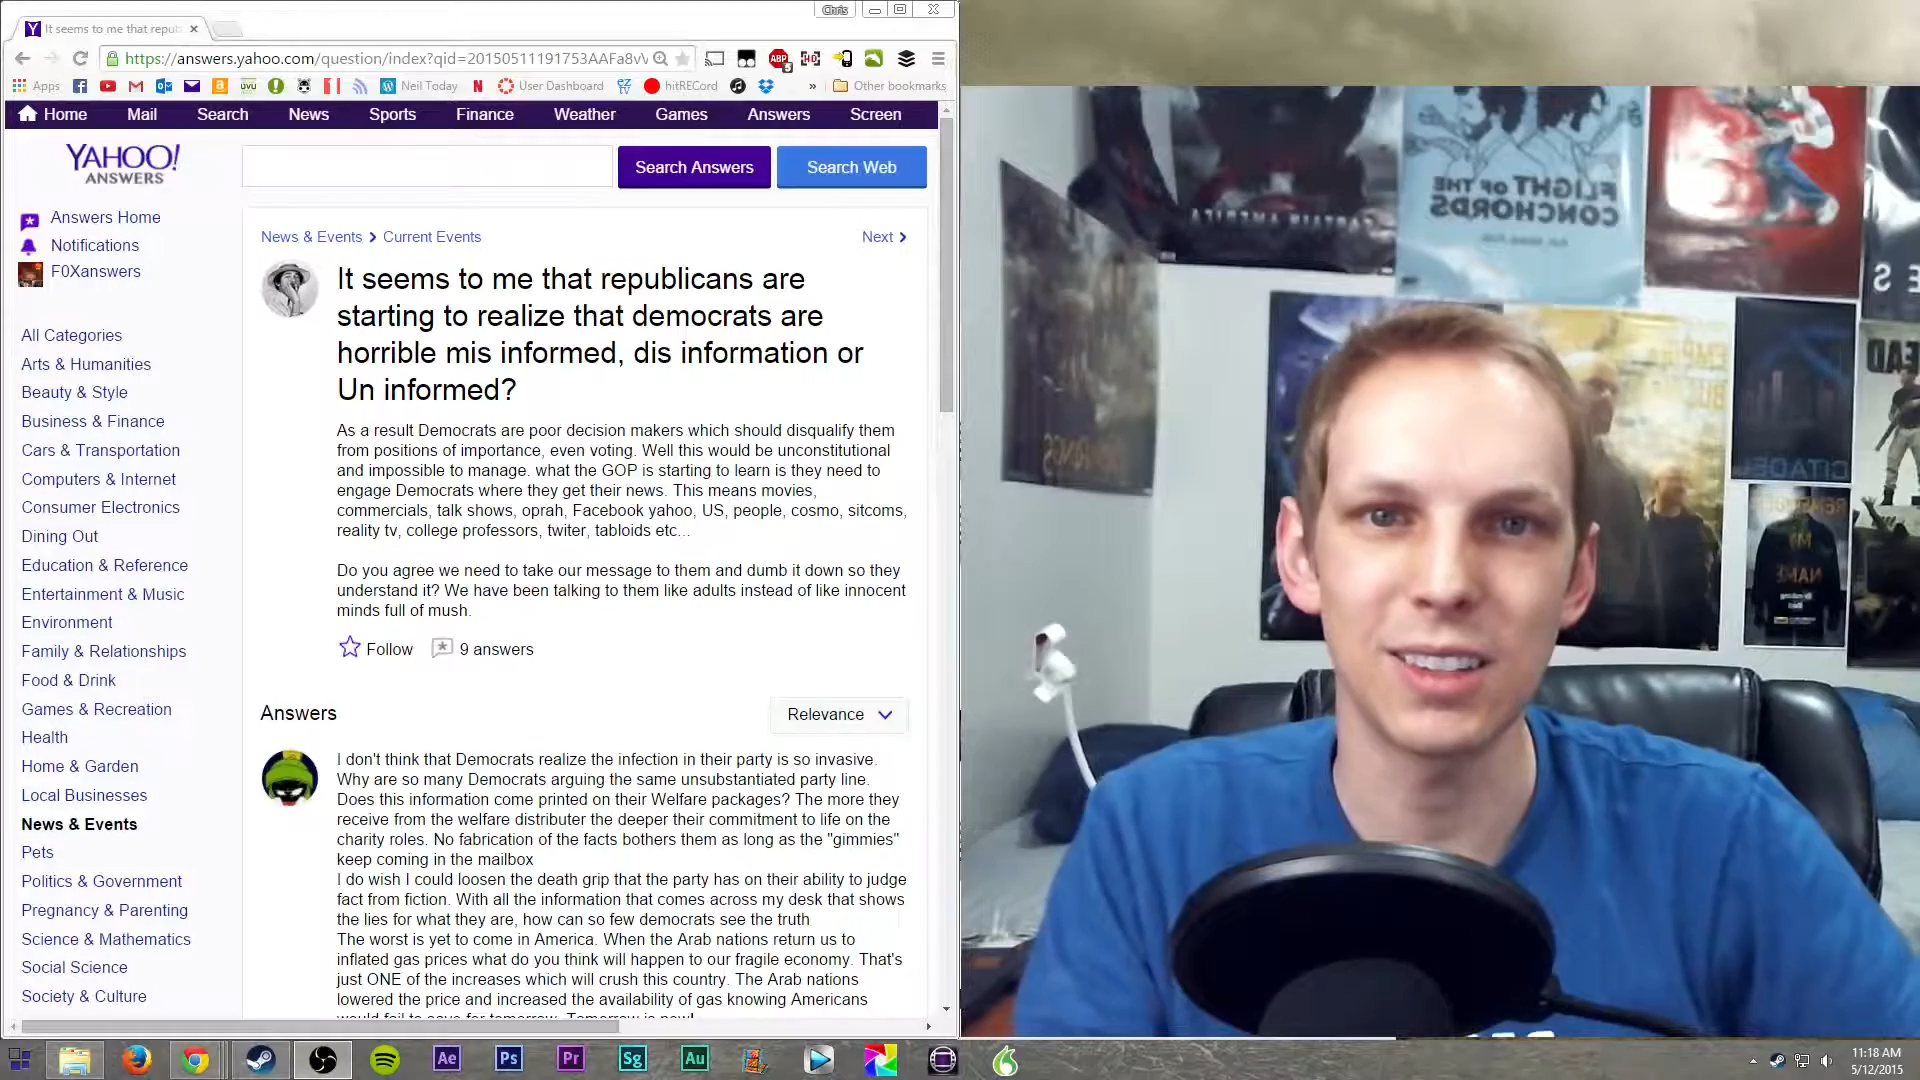 Chris
It seems to me that repub
https://answers.yahoo.com/question/index?qid=20150511191753AAFa8vV
Apps
Neil Today
User Dashboard
hitRECord
»
Other bookmarks
Home Mail Search News Sports Finance Weather Games Answers Screen
YAHOO!
ANSWERS
Search Answers
Search Web
Answers Home
Notifications
F0Xanswers
All Categories
Arts & Humanities
Beauty & Style
Business & Finance
Cars & Transportation
Computers & Internet
Consumer Electronics
Dining Out
Education & Reference
Entertainment & Music
Environment
Family & Relationships
Food & Drink
Games & Recreation
Health
Home & Garden
Local Businesses
News & Events
Pets
Politics & Government
Pregnancy & Parenting
Science & Mathematics
Social Science
Society & Culture
News & Events > Current Events
Next >
It seems to me that republicans are
starting to realize that democrats are
horrible mis informed, dis information or
Un informed?
As a result Democrats are poor decision makers which should disqualify them
from positions of importance, even voting. Well this would be unconstitutional
and impossible to manage. what the GOP is starting to learn is they need to
engage Democrats where they get their news. This means movies,
commercials, talk shows, oprah, Facebook yahoo, US, people, cosmo, sitcoms,
reality tv, college professors, twiter, tabloids etc...
Do you agree we need to take our message to them and dumb it down so they
understand it? We have been talking to them like adults instead of like innocent
minds full of mush.
Follow
9 answers
Answers
Relevance
I don't think that Democrats realize the infection in their party is so invasive.
Why are so many Democrats arguing the same unsubstantiated party line.
Does this information come printed on their Welfare packages? The more they
receive from the welfare distributer the deeper their commitment to life on the
charity roles. No fabrication of the facts bothers them as long as the "gimmies"
keep coming in the mailbox
I do wish I could loosen the death grip that the party has on their ability to judge
fact from fiction. With all the information that comes across my desk that shows
the lies for what they are, how can so few democrats see the truth
The worst is yet to come in America. When the Arab nations return us to
inflated gas prices what do you think will happen to our fragile economy. That's
just ONE of the increases which will crush this country. The Arab nations
lowered the price and increased the availability of gas knowing Americans
would fail to save for tomorrow. Tomorrow is now!
CAPTAIN AMERICA
FLIGHT OF THE
CONCHORDS
CITADEL
MY
NAME
Ae
Ps
Pr
Sg
Au
11:18 AM
5/12/2015